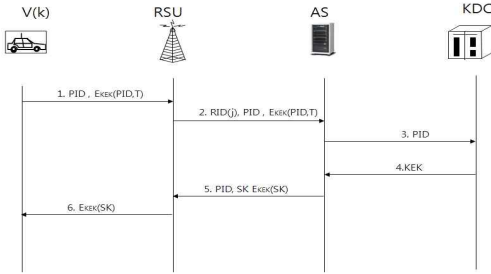 V(k) RSU AS KDC
1. PID , EKEK(PID,T)
2. RID(j), PID , EKEK(PID,T)
3. PID
4.KEK
5. PID, SK EKEK(SK)
6. EKEK(SK)